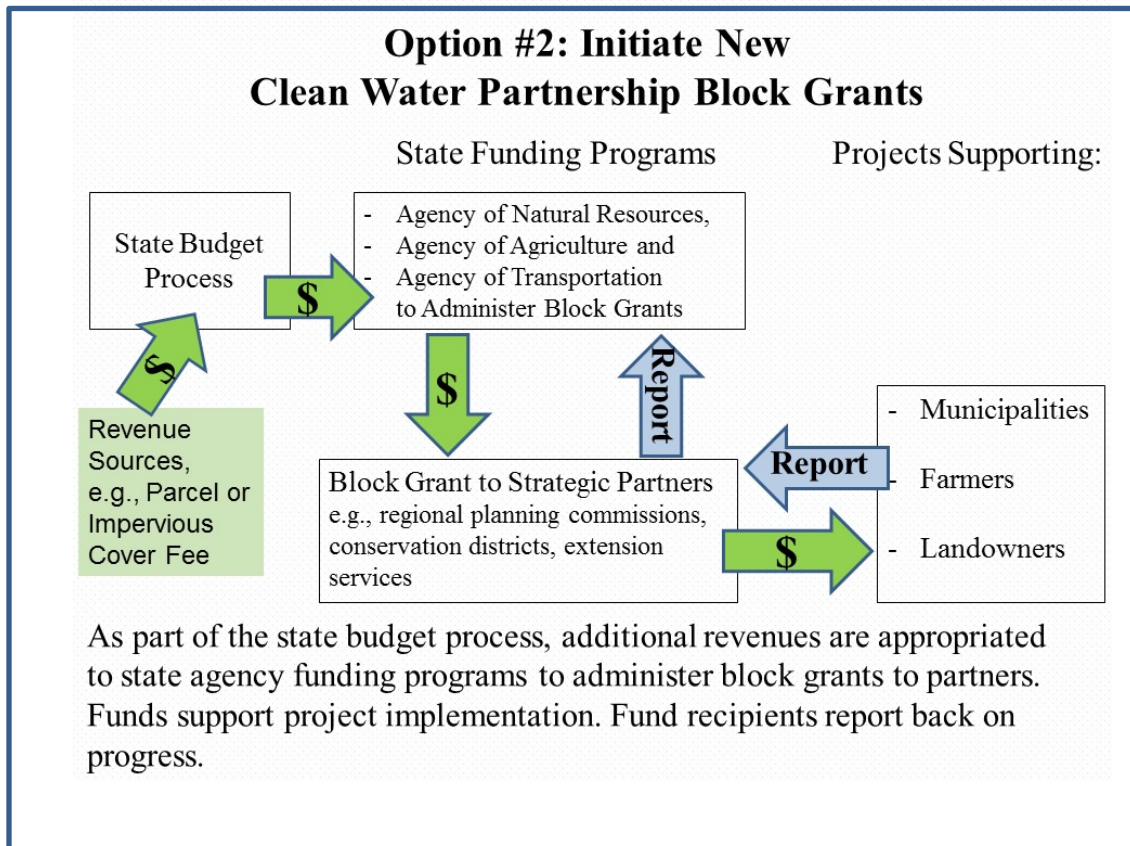 Option #2: Initiate New
Clean Water Partnership Block Grants
State Funding Programs
Projects Supporting:
State Budget
Process
- Agency of Natural Resources,
- Agency of Agriculture and
- Agency of Transportation
to Administer Block Grants
$
$
$
Report
Revenue
Sources,
e.g., Parcel or
Impervious
Cover Fee
Block Grant to Strategic Partners
e.g., regional planning commissions,
conservation districts, extension
services
Report
$
- Municipalities
- Farmers
- Landowners
As part of the state budget process, additional revenues are appropriated
to state agency funding programs to administer block grants to partners.
Funds support project implementation. Fund recipients report back on
progress.